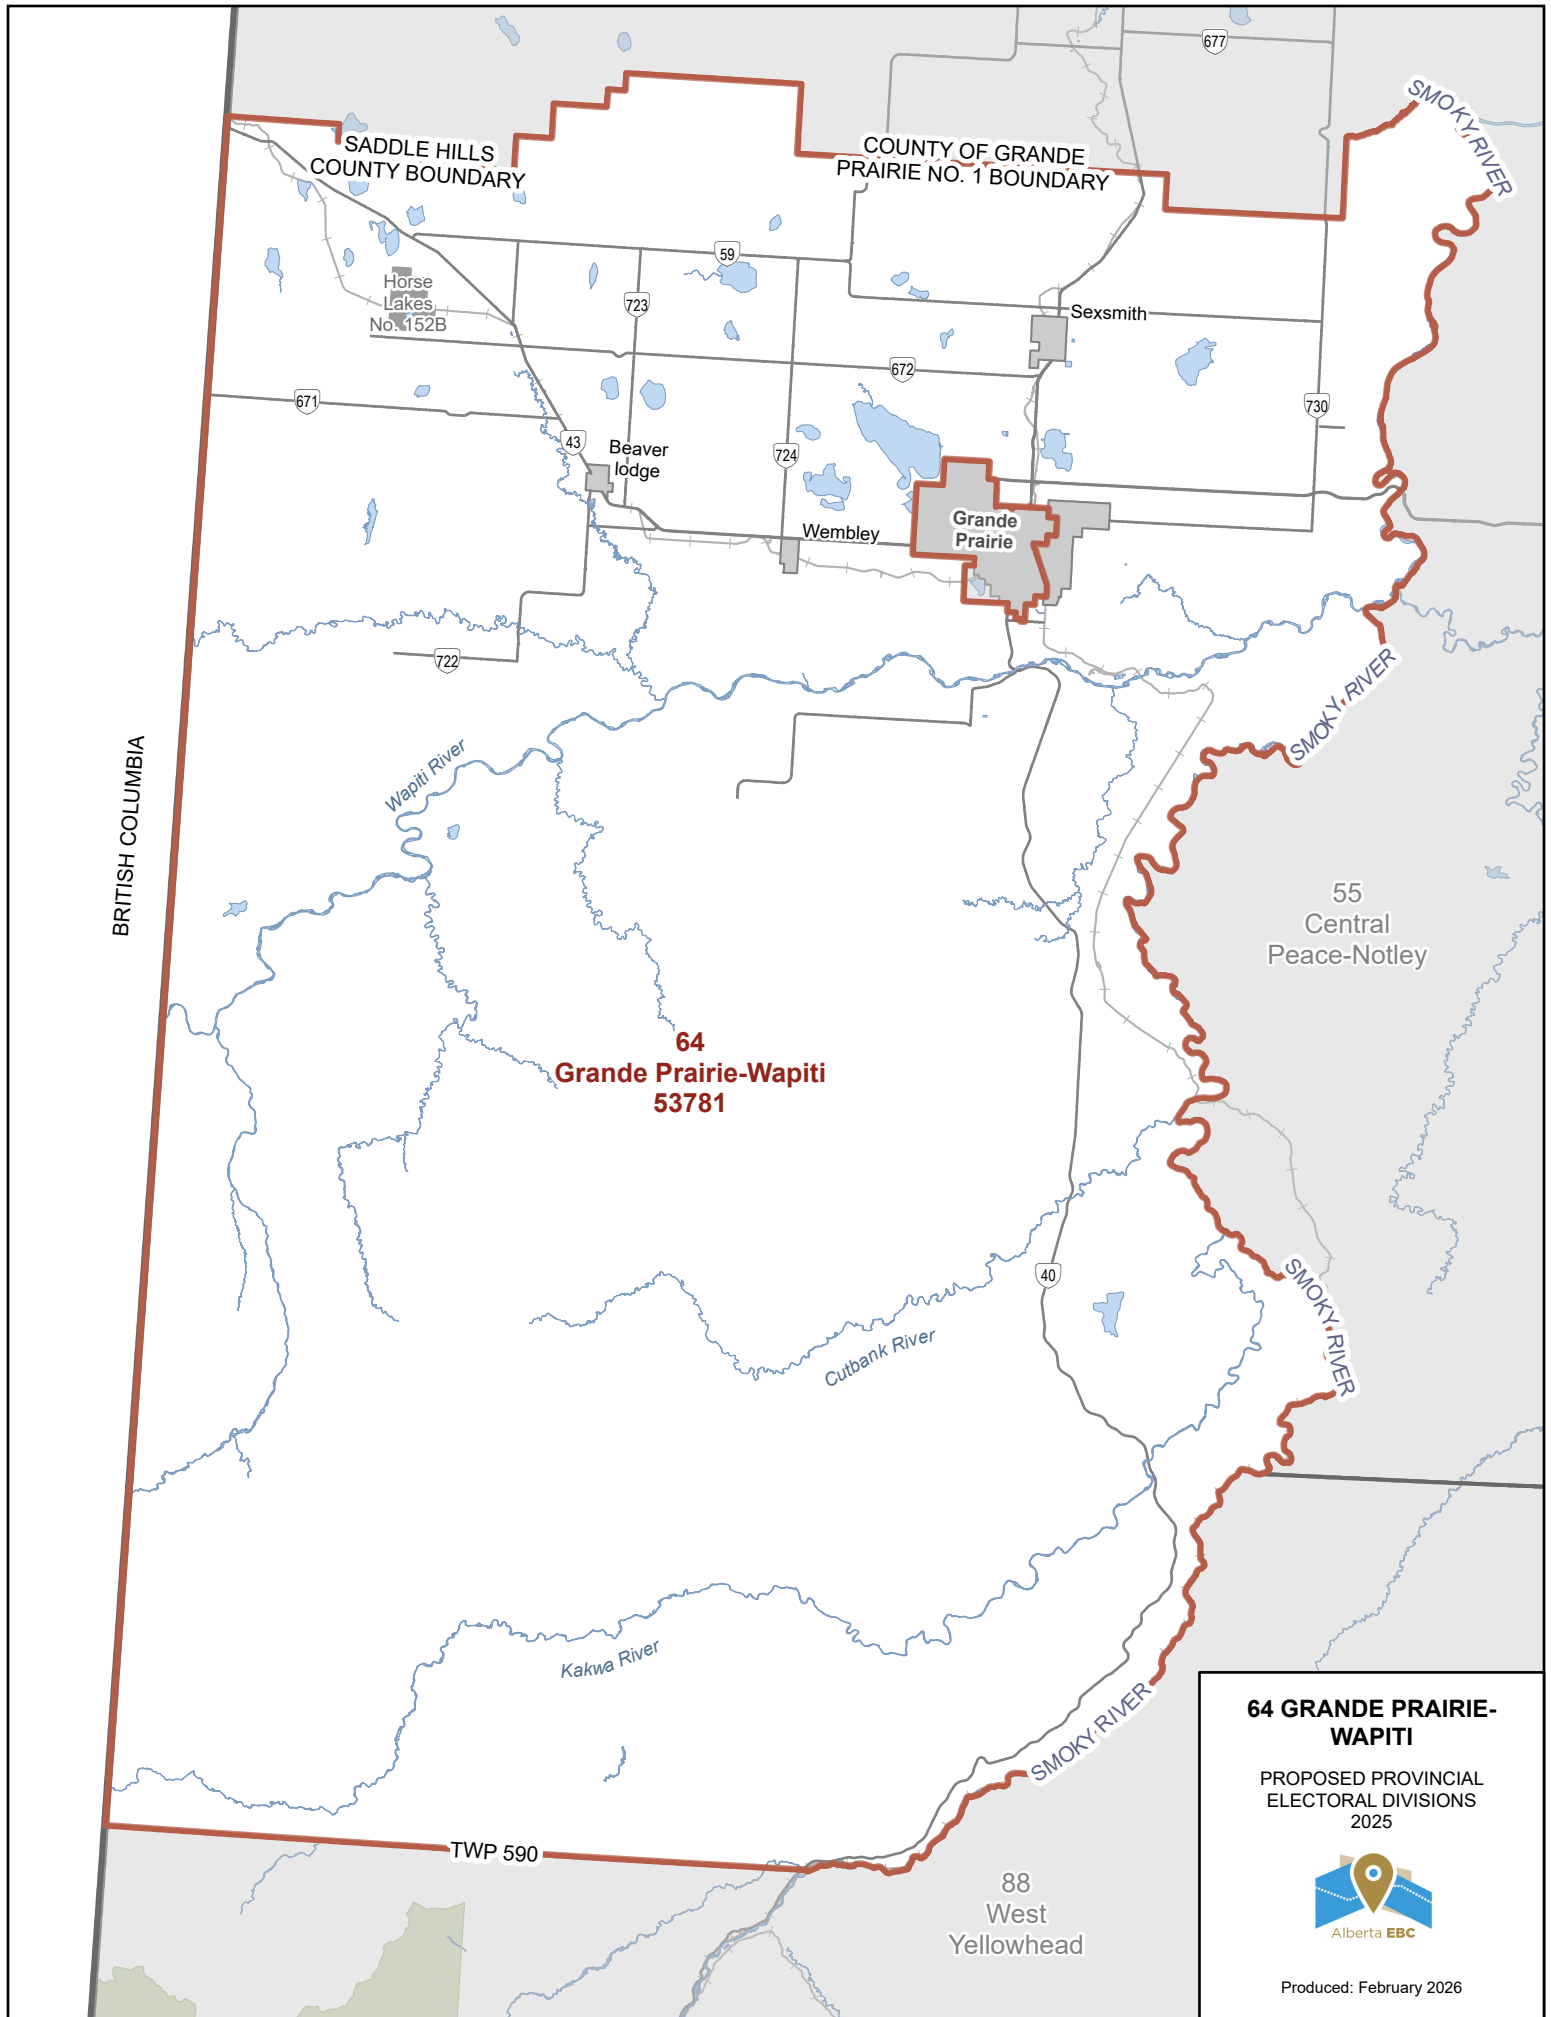 677
SMOKY RIVER
SADDLE HILLS
COUNTY BOUNDARY
COUNTY OF GRANDE
PRAIRIE NO. 1 BOUNDARY
59
Horse
Lakes
No. 152B
723
Sexsmith
672
671
730
43
Beaver
lodge
724
Wembley
Grande
Prairie
722
SMOKY RIVER
Wapiti River
BRITISH COLUMBIA
55
Central
Peace-Notley
64
Grande Prairie-Wapiti
53781
40
SMOKY RIVER
Cutbank River
Kakwa River
SMOKY RIVER
TWP 590
88
West
Yellowhead
64 GRANDE PRAIRIE-
WAPITI
PROPOSED PROVINCIAL
ELECTORAL DIVISIONS
2025
Alberta EBC
Produced: February 2026